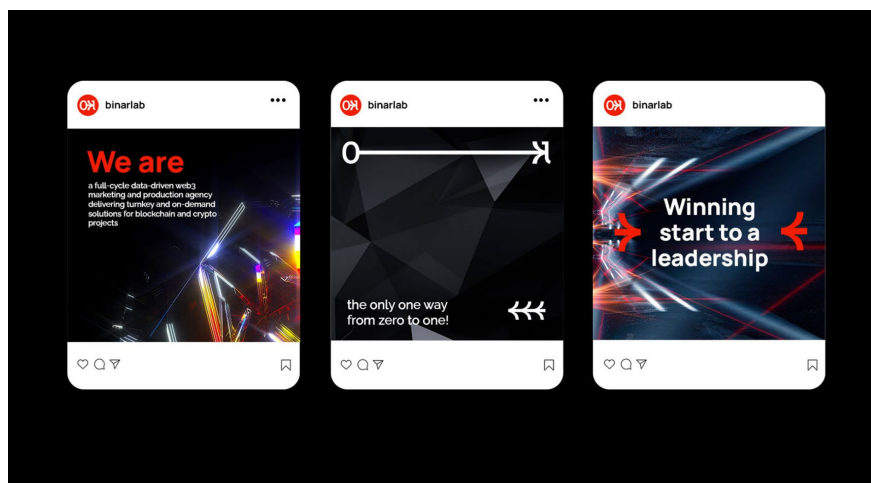 binarlab
We are
a full-cycle data-driven web3
marketing and production agency
delivering turnkey and on-demand
solutions for blockchain and crypto
projects
binarlab
the only one way
from zero to one!
binarlab
Winning
start to a
leadership